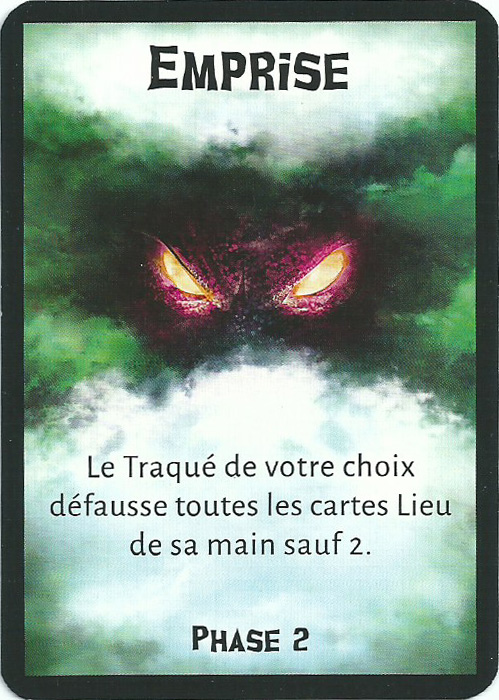 EMPRiSE
Le Traqué de votre choix
défausse toutes les cartes Lieu
de sa main sauf 2.
PHASE 2